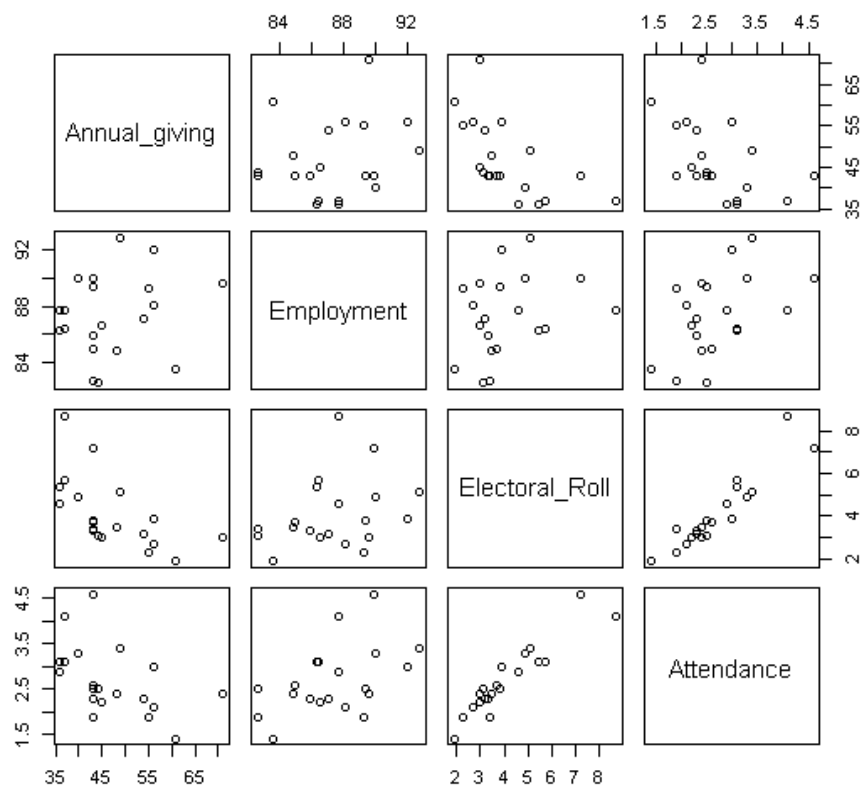 84 88 92 1.5 2.5 3.5 4.5
Annual_giving
35 45 55 65
84 88 92
Employment
Electoral_Roll
2 4 6 8
1.5 2.5 3.5 4.5
Attendance
35 45 55 65 2 3 4 5 6 7 8